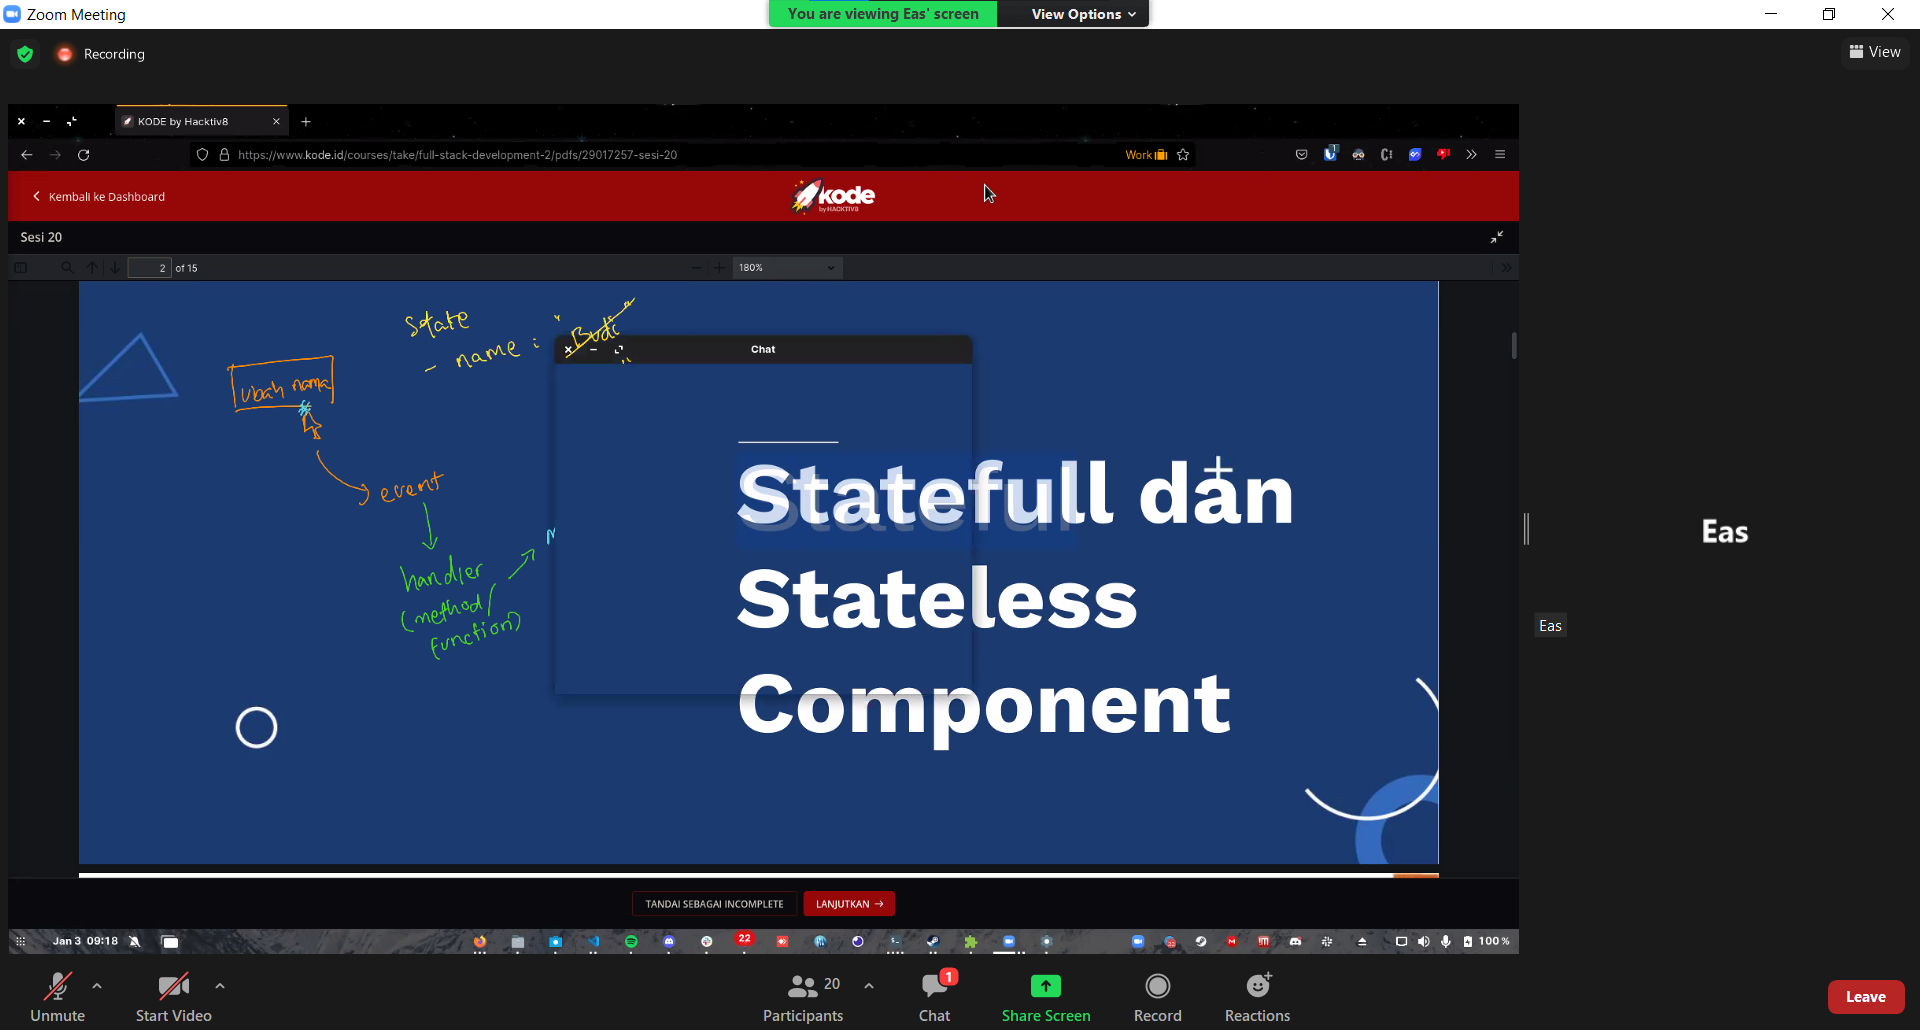 Zoom Meeting
You are viewing Eas' screen
View Options
Recording
View
KODE by Hacktiv8
https://www.kode.id/courses/take/full-stack-development-2/pdfs/29017257-sesi-20
Work
Kembali ke Dashboard
kode
by HACKTIV8
Sesi 20
2 of 15
180%
State
- name : " Budi "
"
Chat
ubah nama
event
handler
(method/
function)
Statefull dan
Stateless
Component
Eas
Eas
TANDAI SEBAGAI INCOMPLETE
LANJUTKAN →
Jan 3 09:18
22
100 %
Unmute
Start Video
Participants
20
Chat
1
Share Screen
Record
Reactions
Leave